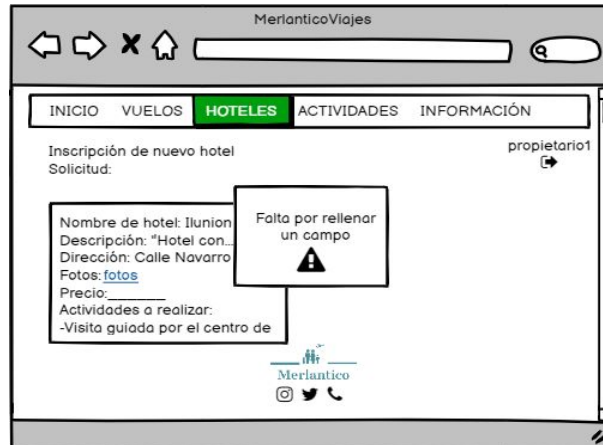 MerlanticoViajes
INICIO VUELOS HOTELES ACTIVIDADES INFORMACIÓN
Inscripción de nuevo hotel
Solicitud:
propietario1
Nombre de hotel: Ilunion
Descripción: "Hotel con...
Dirección: Calle Navarro
Fotos: fotos
Precio:______
Actividades a realizar:
-Visita guiada por el centro de
Falta por rellenar
un campo
Merlantico